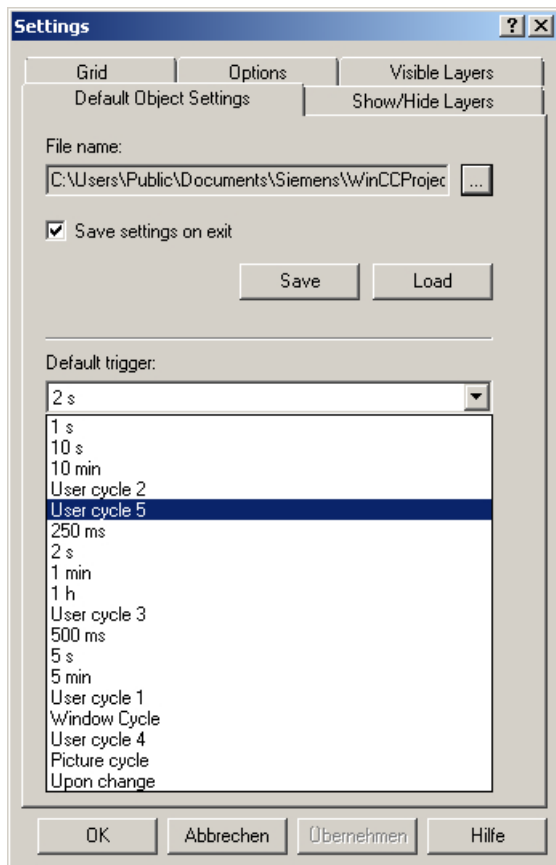 Settings
Grid Options Visible Layers
Default Object Settings Show/Hide Layers
File name:
C:\Users\Public\Documents\Siemens\WinCCProjec ...
Save settings on exit
Save Load
Default trigger:
2 s
1 s
10 s
10 min
User cycle 2
User cycle 5
250 ms
2 s
1 min
1 h
User cycle 3
500 ms
5 s
5 min
User cycle 1
Window Cycle
User cycle 4
Picture cycle
Upon change
OK Abbrechen Übernehmen Hilfe